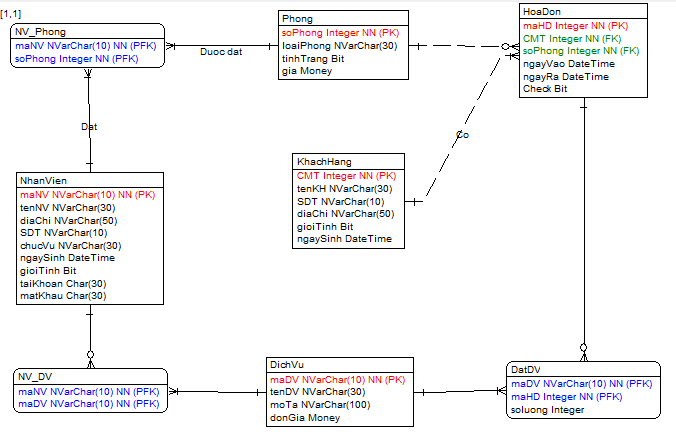 [1,1]
NV_Phong
maNV NVarChar(10) NN (PFK)
soPhong Integer NN (PFK)
Duoc dat
Phong
soPhong Integer NN (PK)
loaiPhong NVarChar(30)
tinhTrang Bit
gia Money
HoaDon
maHD Integer NN (PK)
CMT Integer NN (FK)
soPhong Integer NN (FK)
ngayVao DateTime
ngayRa DateTime
Check Bit
Dat
Co
KhachHang
CMT Integer NN (PK)
tenKH NVarChar(30)
SDT NVarChar(10)
diaChi NVarChar(50)
gioiTinh Bit
ngaySinh DateTime
NhanVien
maNV NVarChar(10) NN (PK)
tenNV NVarChar(30)
diaChi NVarChar(50)
SDT NVarChar(10)
chucVu NVarChar(30)
ngaySinh DateTime
gioiTinh Bit
taiKhoan Char(30)
matKhau Char(30)
NV_DV
maNV NVarChar(10) NN (PFK)
maDV NVarChar(10) NN (PFK)
DichVu
maDV NVarChar(10) NN (PK)
tenDV NVarChar(30)
moTa NVarChar(100)
donGia Money
DatDV
maDV NVarChar(10) NN (PFK)
maHD Integer NN (PFK)
soluong Integer